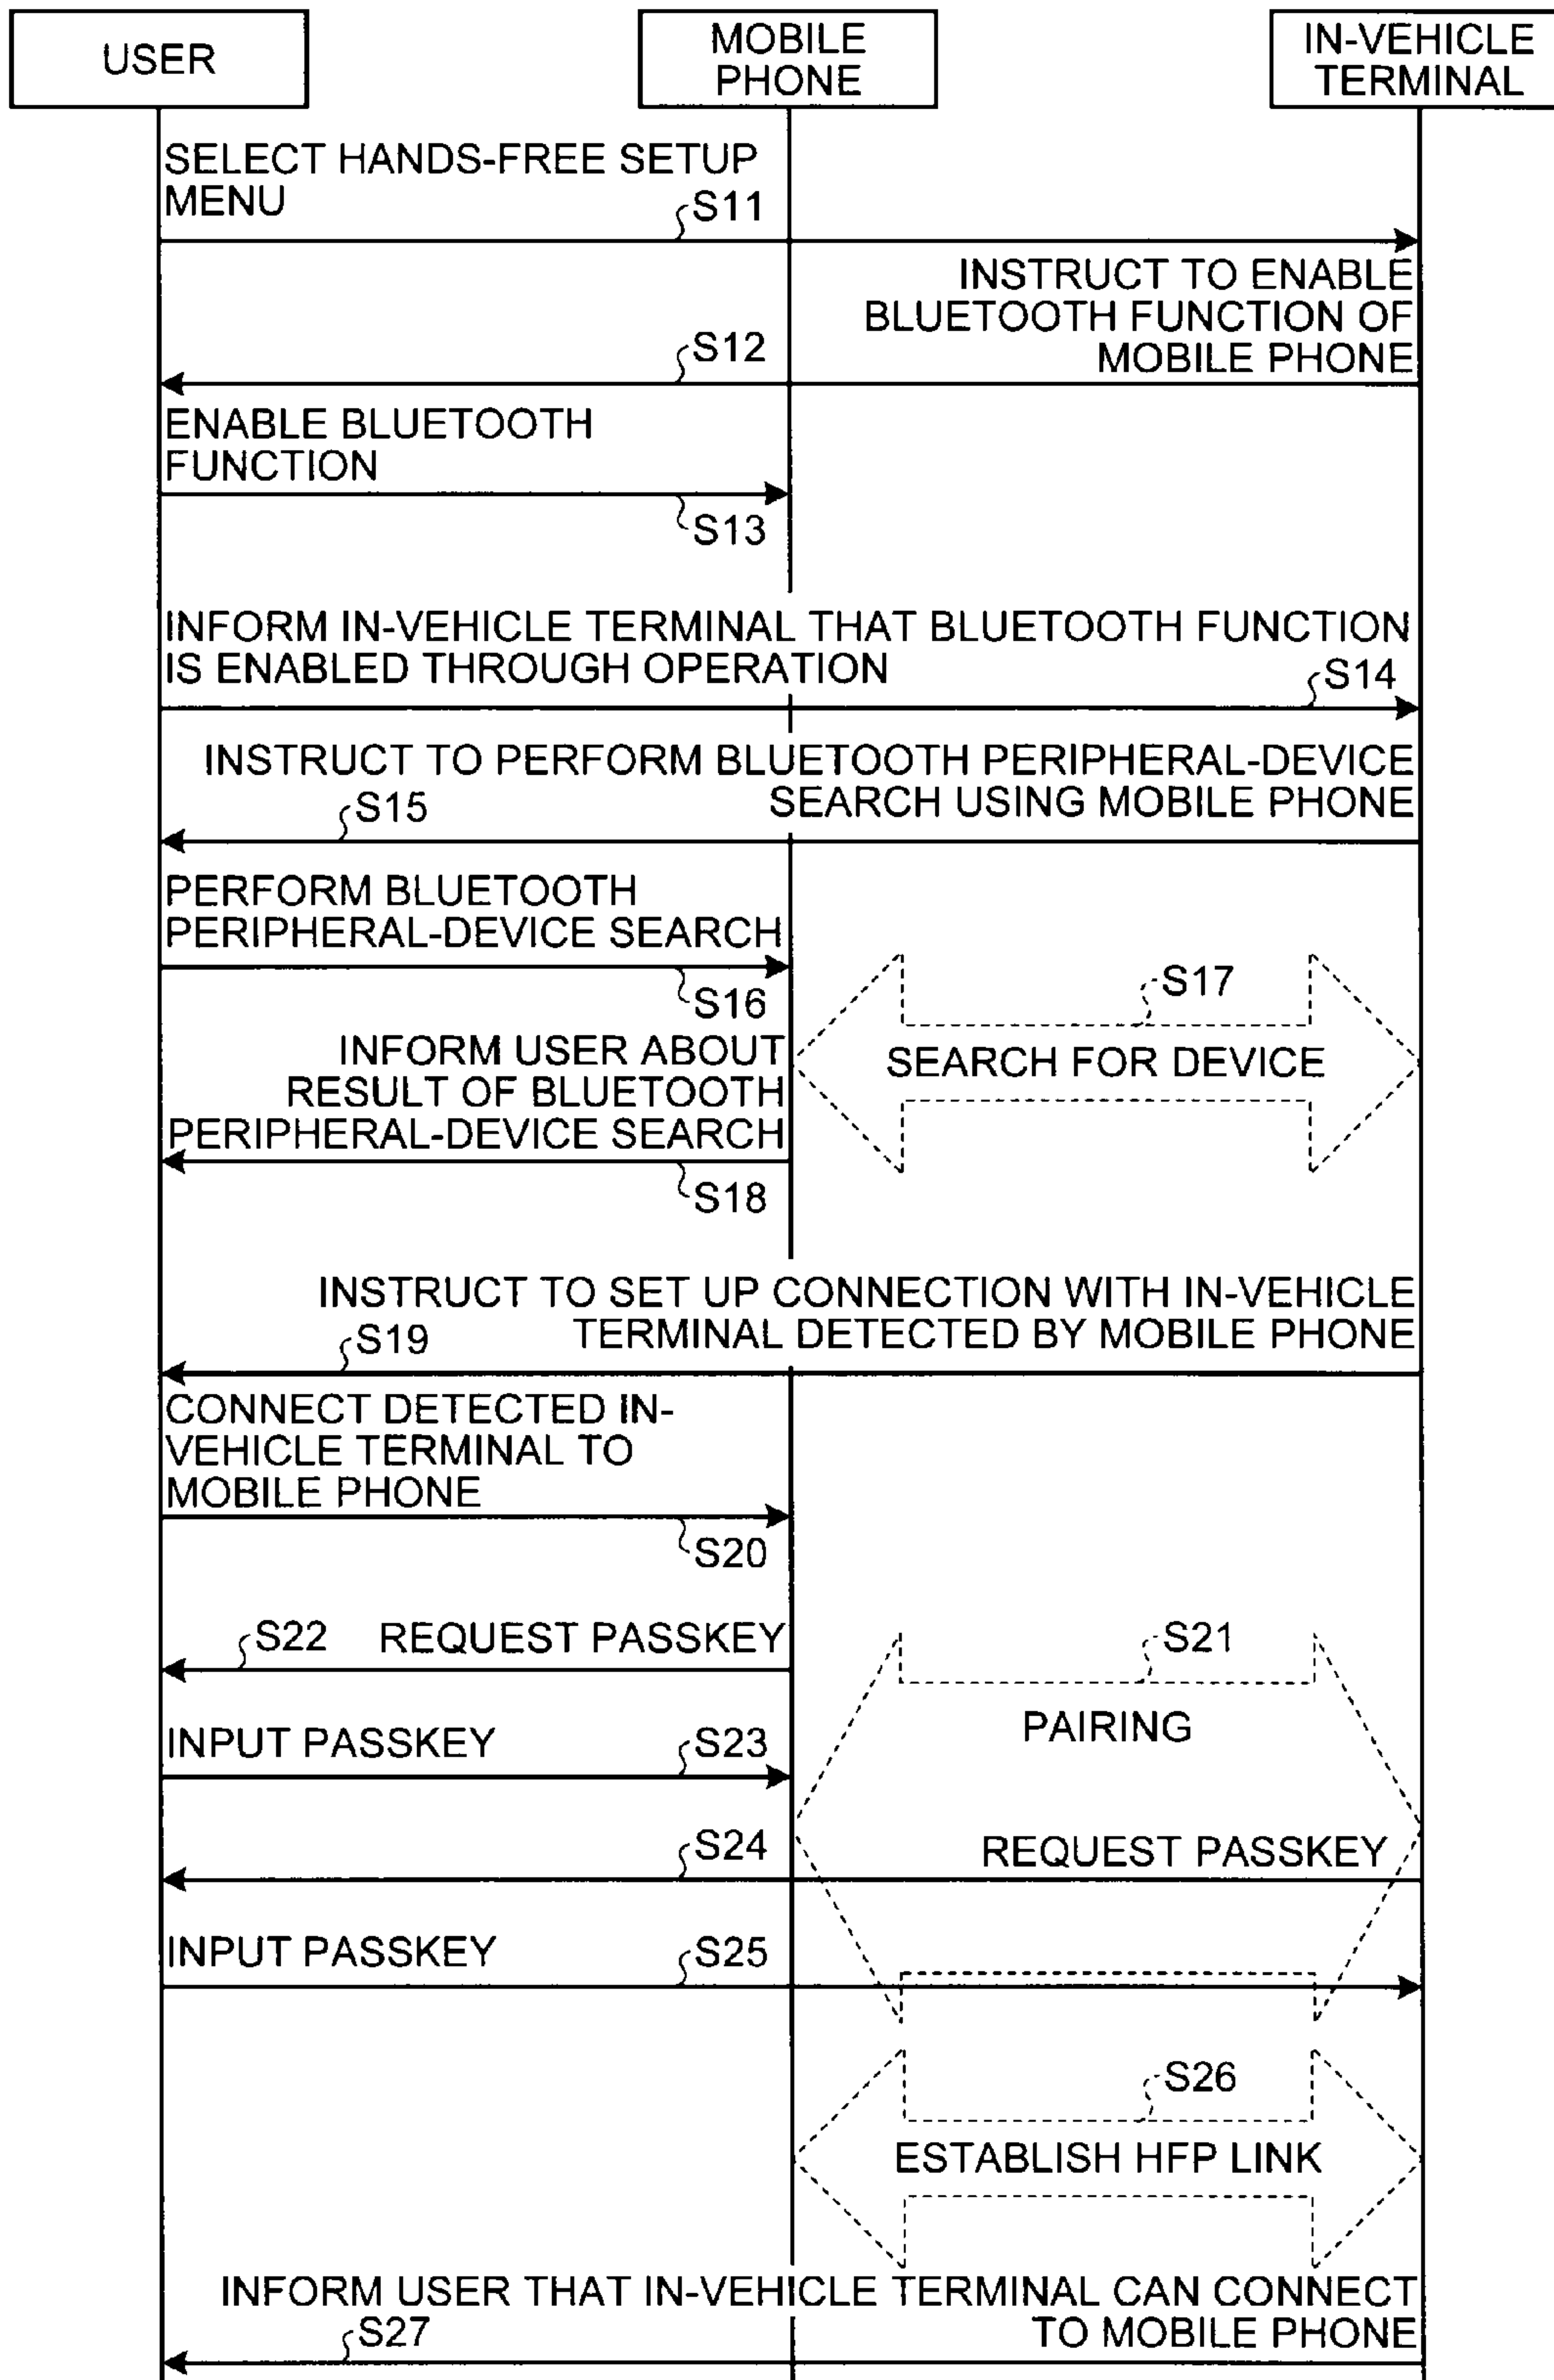 USER
MOBILE
PHONE
IN-VEHICLE
TERMINAL
SELECT HANDS-FREE SETUP
MENU
S11
INSTRUCT TO ENABLE
BLUETOOTH FUNCTION OF
MOBILE PHONE
S12
ENABLE BLUETOOTH
FUNCTION
S13
INFORM IN-VEHICLE TERMINAL THAT BLUETOOTH FUNCTION
IS ENABLED THROUGH OPERATION
S14
INSTRUCT TO PERFORM BLUETOOTH PERIPHERAL-DEVICE
SEARCH USING MOBILE PHONE
S15
PERFORM BLUETOOTH
PERIPHERAL-DEVICE SEARCH
S16
S17
SEARCH FOR DEVICE
INFORM USER ABOUT
RESULT OF BLUETOOTH
PERIPHERAL-DEVICE SEARCH
S18
INSTRUCT TO SET UP CONNECTION WITH IN-VEHICLE
TERMINAL DETECTED BY MOBILE PHONE
S19
CONNECT DETECTED IN-
VEHICLE TERMINAL TO
MOBILE PHONE
S20
S22 REQUEST PASSKEY
S21
PAIRING
INPUT PASSKEY
S23
S24
REQUEST PASSKEY
INPUT PASSKEY
S25
S26
ESTABLISH HFP LINK
INFORM USER THAT IN-VEHICLE TERMINAL CAN CONNECT
TO MOBILE PHONE
S27